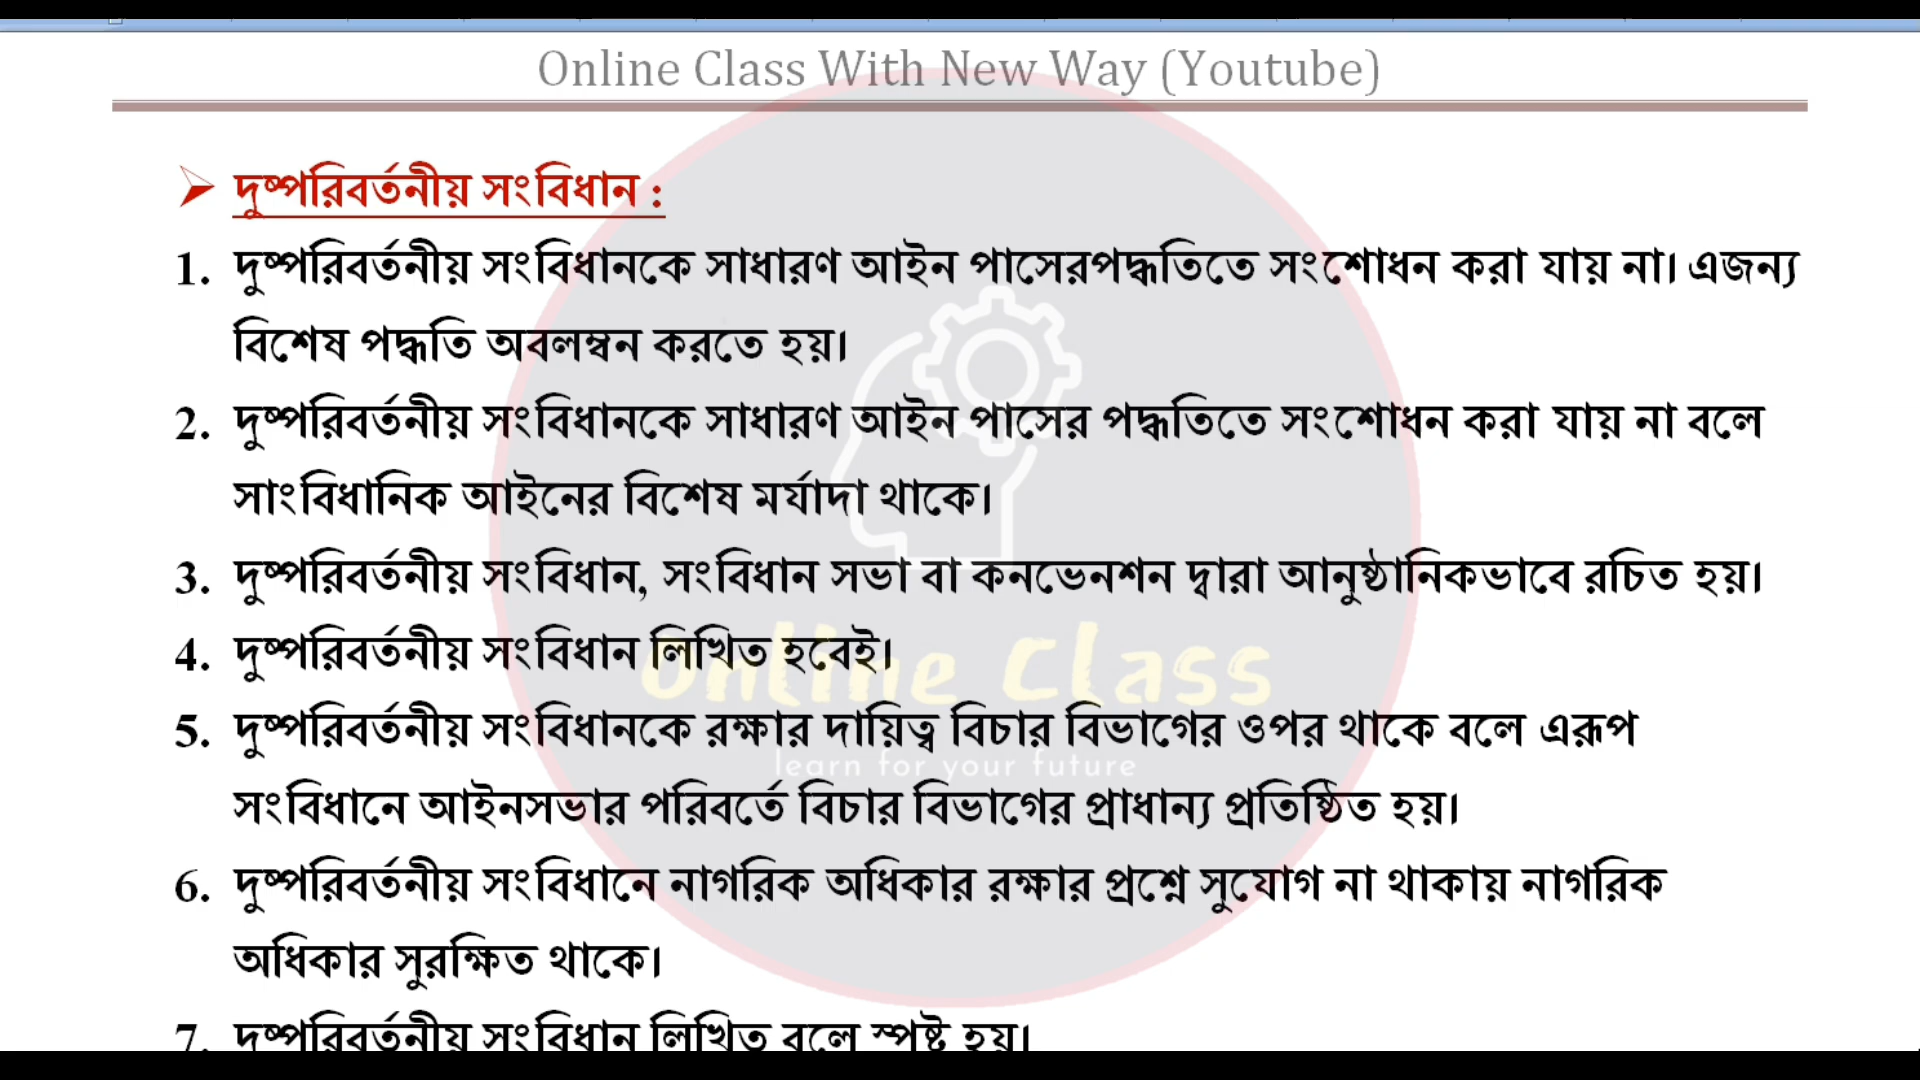 Online Class With New Way (Youtube)
➢ দুষ্পরিবর্তনীয় সংবিধান :
1. দুষ্পরিবর্তনীয় সংবিধানকে সাধারণ আইন পাসেরপদ্ধতিতে সংশোধন করা যায় না। এজন্য
বিশেষ পদ্ধতি অবলম্বন করতে হয়।
2. দুষ্পরিবর্তনীয় সংবিধানকে সাধারণ আইন পাসের পদ্ধতিতে সংশোধন করা যায় না বলে
সাংবিধানিক আইনের বিশেষ মর্যাদা থাকে।
3. দুষ্পরিবর্তনীয় সংবিধান, সংবিধান সভা বা কনভেনশন দ্বারা আনুষ্ঠানিকভাবে রচিত হয়।
4. দুষ্পরিবর্তনীয় সংবিধান লিখিত হবেই।
Online Class
5. দুষ্পরিবর্তনীয় সংবিধানকে রক্ষার দায়িত্ব বিচার বিভাগের ওপর থাকে বলে এরূপ
learn for your future
সংবিধানে আইনসভার পরিবর্তে বিচার বিভাগের প্রাধান্য প্রতিষ্ঠিত হয়।
6. দুষ্পরিবর্তনীয় সংবিধানে নাগরিক অধিকার রক্ষার প্রশ্নে সুযোগ না থাকায় নাগরিক
অধিকার সুরক্ষিত থাকে।
7. দুষ্পরিবর্তনীয় সংবিধান লিখিত বলে স্পষ্ট হয়।